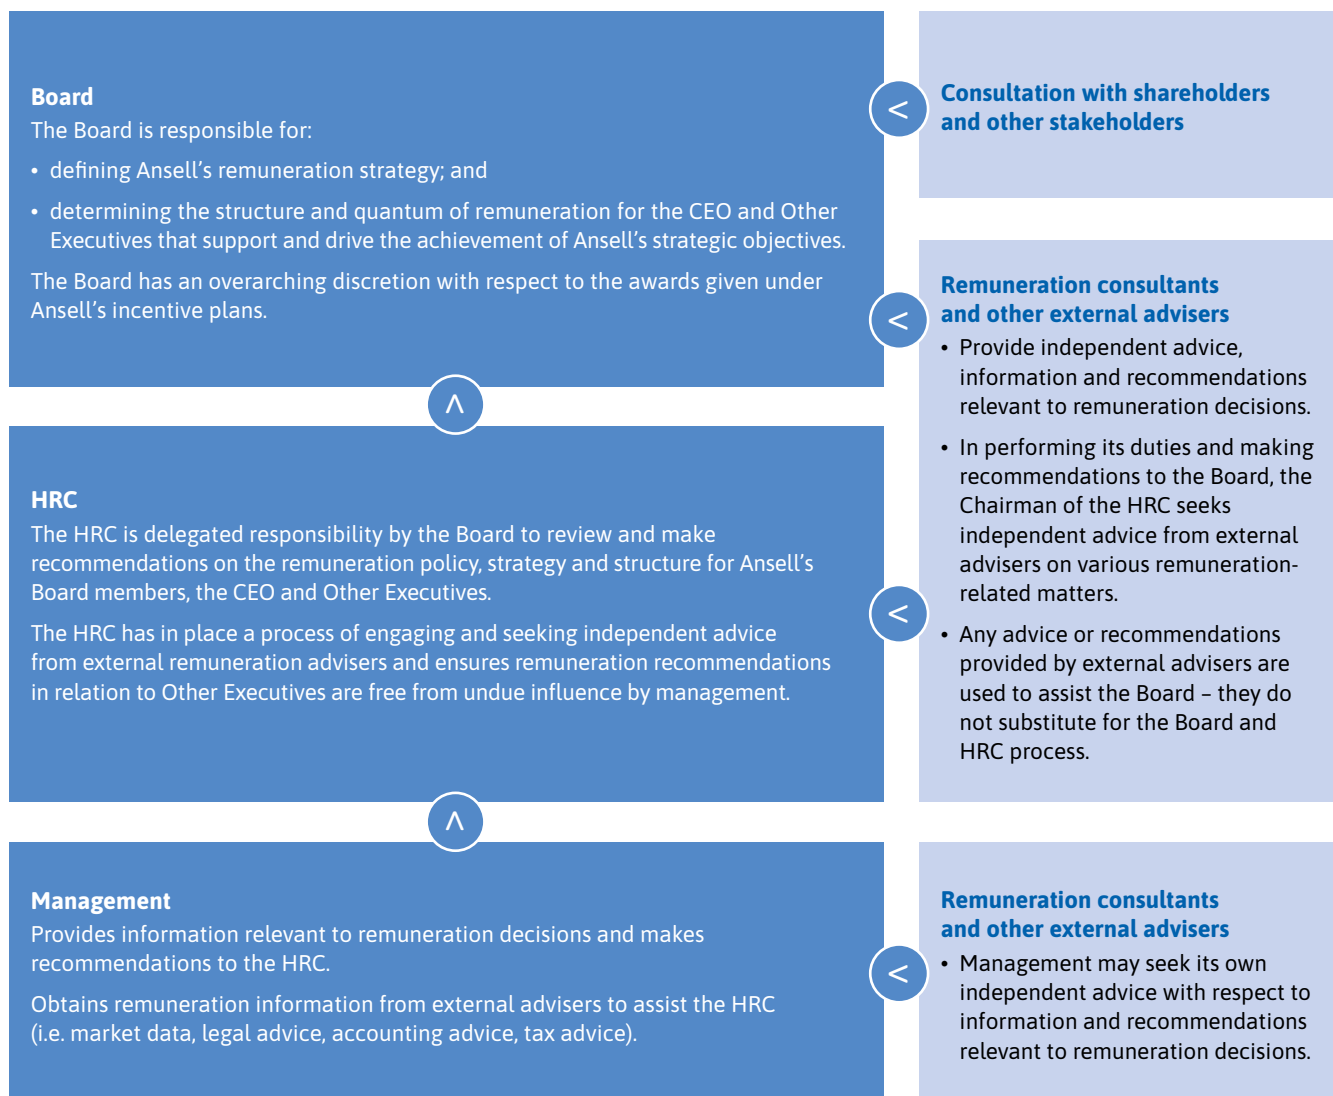 Board
The Board is responsible for:
• defining Ansell’s remuneration strategy; and
• determining the structure and quantum of remuneration for the CEO and Other
Executives that support and drive the achievement of Ansell’s strategic objectives.
The Board has an overarching discretion with respect to the awards given under
Ansell’s incentive plans.
<
Consultation with shareholders
and other stakeholders
<
Remuneration consultants
and other external advisers
• Provide independent advice,
information and recommendations
relevant to remuneration decisions.
• In performing its duties and making
recommendations to the Board, the
Chairman of the HRC seeks
independent advice from external
advisers on various remuneration-
related matters.
• Any advice or recommendations
provided by external advisers are
used to assist the Board – they do
not substitute for the Board and
HRC process.
<
HRC
The HRC is delegated responsibility by the Board to review and make
recommendations on the remuneration policy, strategy and structure for Ansell’s
Board members, the CEO and Other Executives.
The HRC has in place a process of engaging and seeking independent advice
from external remuneration advisers and ensures remuneration recommendations
in relation to Other Executives are free from undue influence by management.
<
Management
Provides information relevant to remuneration decisions and makes
recommendations to the HRC.
Obtains remuneration information from external advisers to assist the HRC
(i.e. market data, legal advice, accounting advice, tax advice).
<
Remuneration consultants
and other external advisers
• Management may seek its own
independent advice with respect to
information and recommendations
relevant to remuneration decisions.